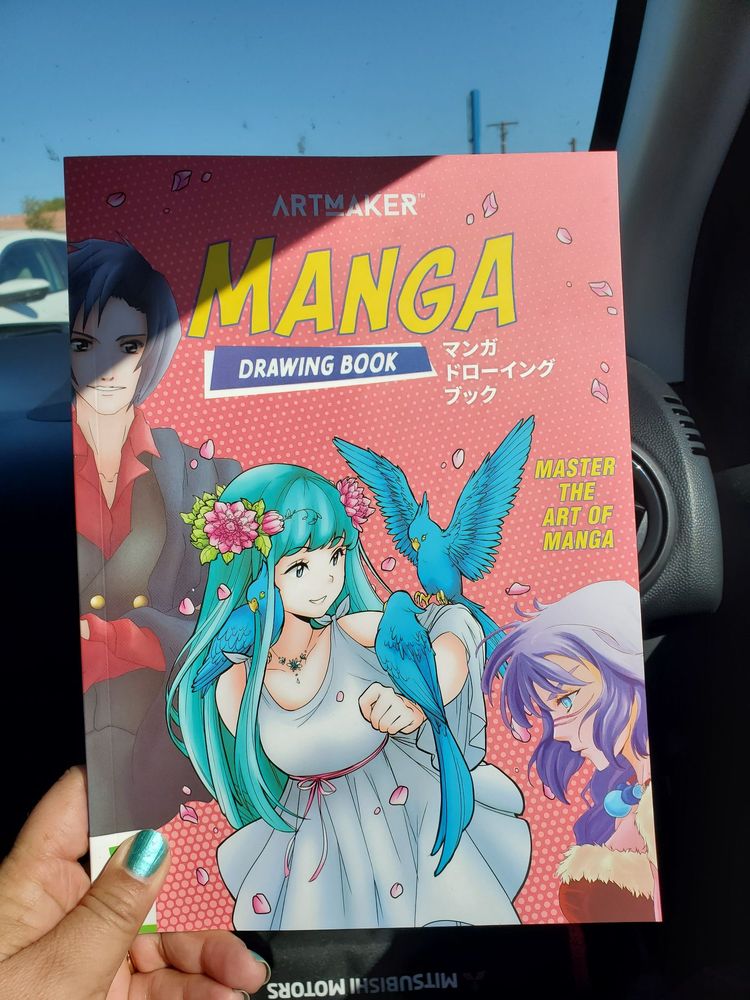 ARTMAKER™
MANGA
DRAWING BOOK
マンガ
ドローイング
ブック
MASTER
THE
ART OF
MANGA
MITSUBISHI MOTORS